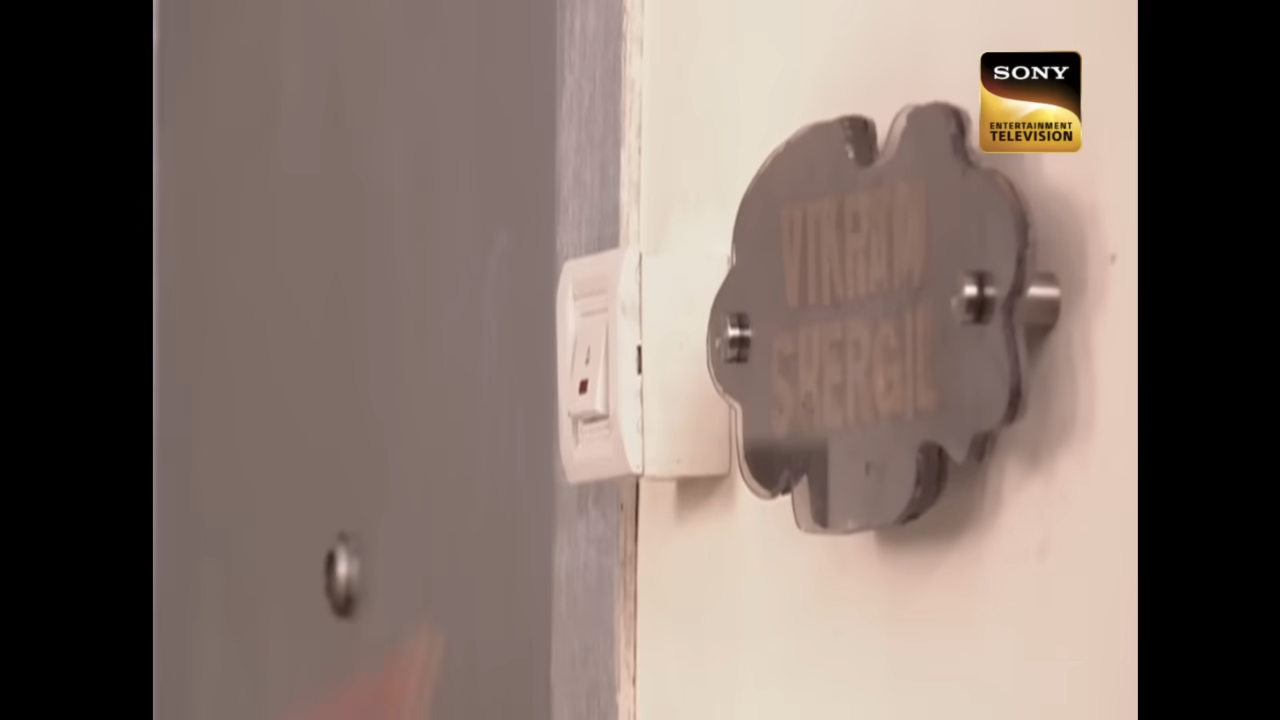 SONY
ENTERTAINMENT
TELEVISION
VIKRAM
SHERGIL